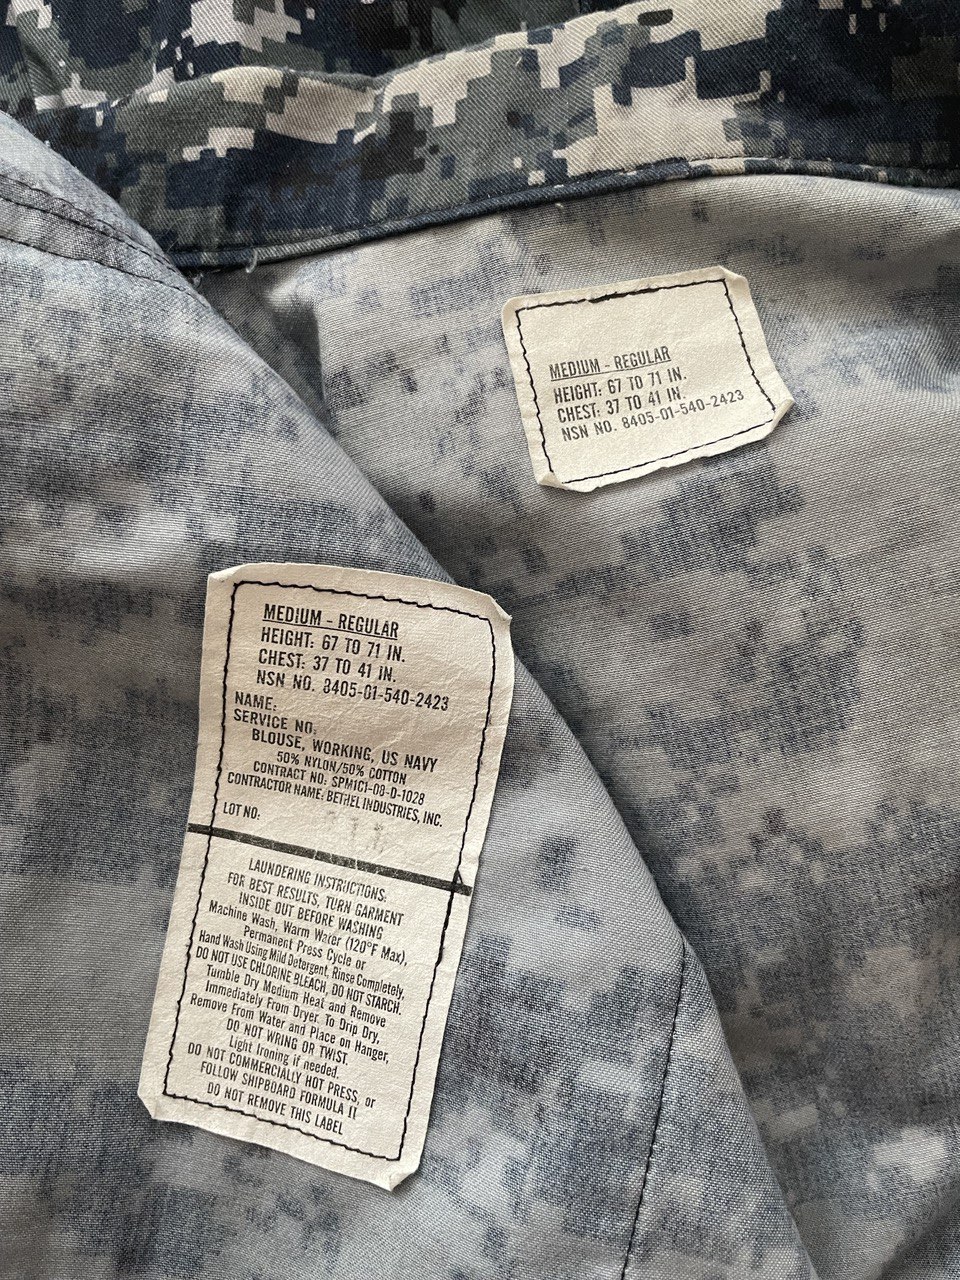 MEDIUM - REGULAR
HEIGHT: 67 TO 71 IN.
CHEST: 37 TO 41 IN.
NSN NO. 8405-01-540-2423
MEDIUM - REGULAR
HEIGHT: 67 TO 71 IN.
CHEST: 37 TO 41 IN.
NSN NO. 8405-01-540-2423
NAME:
SERVICE NO.
BLOUSE, WORKING, US NAVY
50% NYLON/50% COTTON
CONTRACT NO: SPM1C1-08-D-1028
CONTRACTOR NAME: BETHEL INDUSTRIES, INC.
LOT NO:
LAUNDERING INSTRUCTIONS:
FOR BEST RESULTS, TURN GARMENT
INSIDE OUT BEFORE WASHING
Machine Wash, Warm Water (120°F Max),
Permanent Press Cycle or
Hand Wash Using Mild Detergent, Rinse Completely,
DO NOT USE CHLORINE BLEACH, DO NOT STARCH.
Tumble Dry Medium Heat and Remove
Immediately From Dryer. To Drip Dry,
Remove From Water and Place on Hanger,
DO NOT WRING OR TWIST.
Light Ironing if needed.
DO NOT COMMERCIALLY HOT PRESS, or
FOLLOW SHIPBOARD FORMULA II
DO NOT REMOVE THIS LABEL